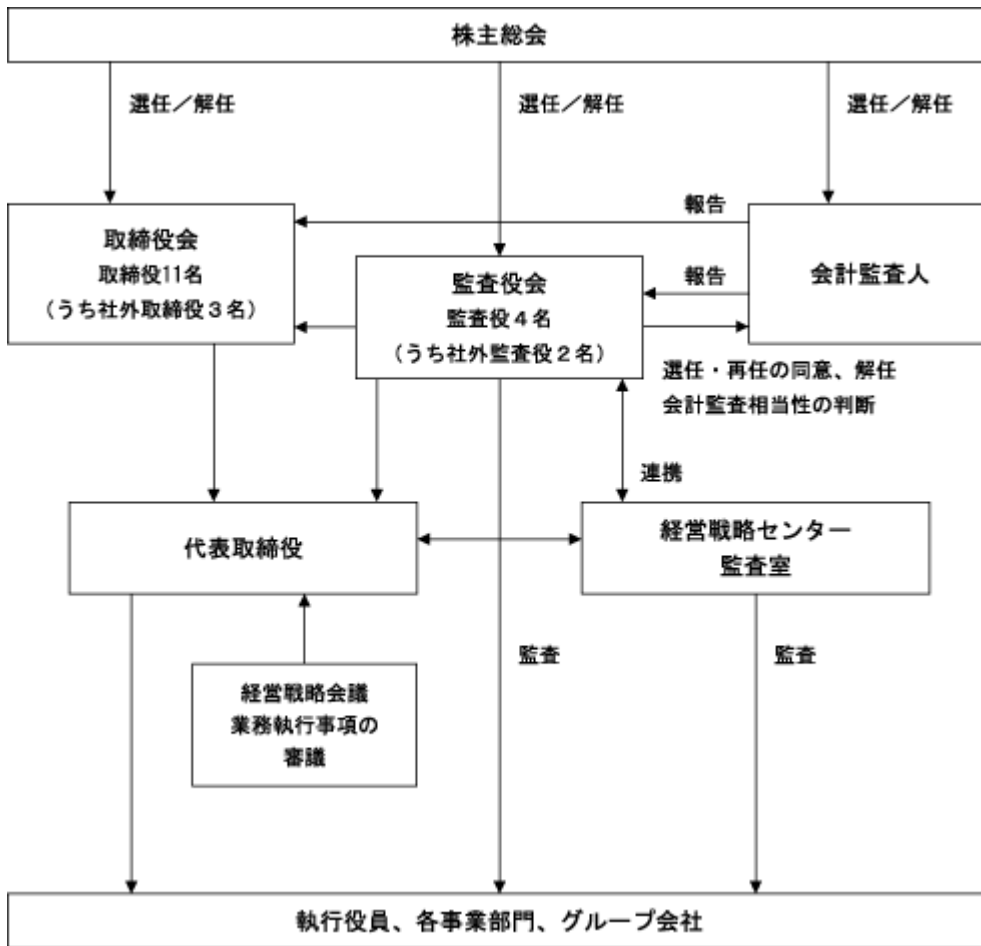 株主総会
選任／解任
選任／解任
選任／解任
報告
取締役会
取締役11名
（うち社外取締役３名）
監査役会
監査役４名
（うち社外監査役２名）
報告
会計監査人
選任・再任の同意、解任
会計監査相当性の判断
連携
代表取締役
経営戦略センター
監査室
監査
監査
経営戦略会議
業務執行事項の
審議
執行役員、各事業部門、グループ会社